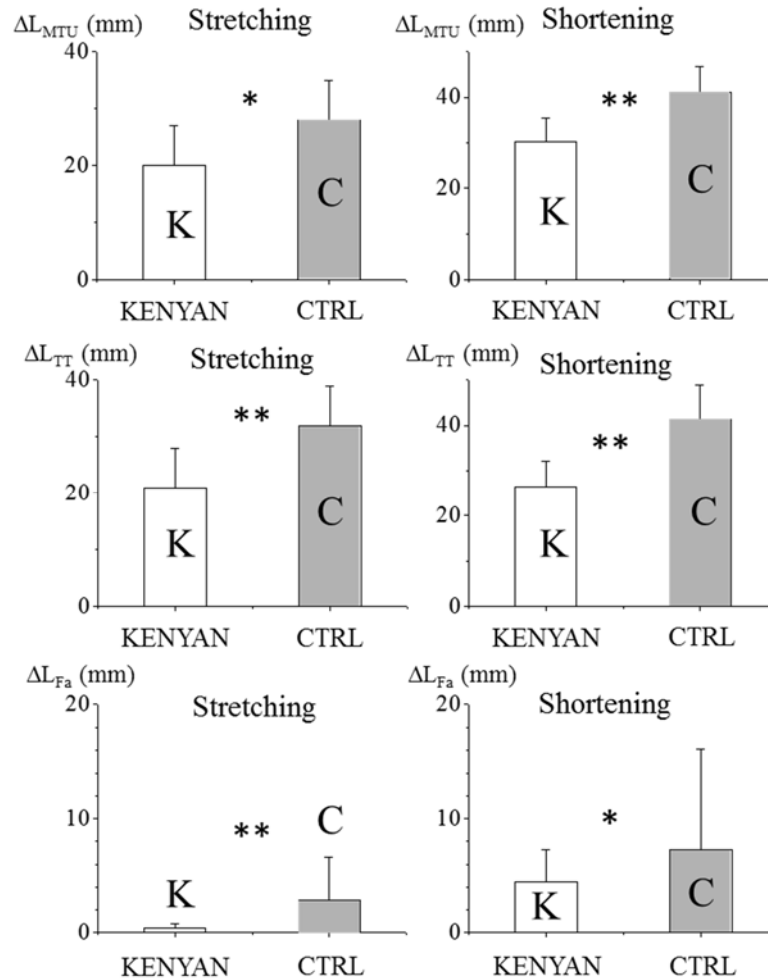 ΔL_MTU (mm) Stretching
40
20
0
*
K
C
KENYAN CTRL
ΔL_MTU (mm) Shortening
40
20
0
**
K
C
KENYAN CTRL
ΔL_TT (mm) Stretching
40
20
0
**
K
C
KENYAN CTRL
ΔL_TT (mm) Shortening
40
20
0
**
K
C
KENYAN CTRL
ΔL_Fa (mm) Stretching
20
10
0
**
K
C
KENYAN CTRL
ΔL_Fa (mm) Shortening
20
10
0
*
K
C
KENYAN CTRL